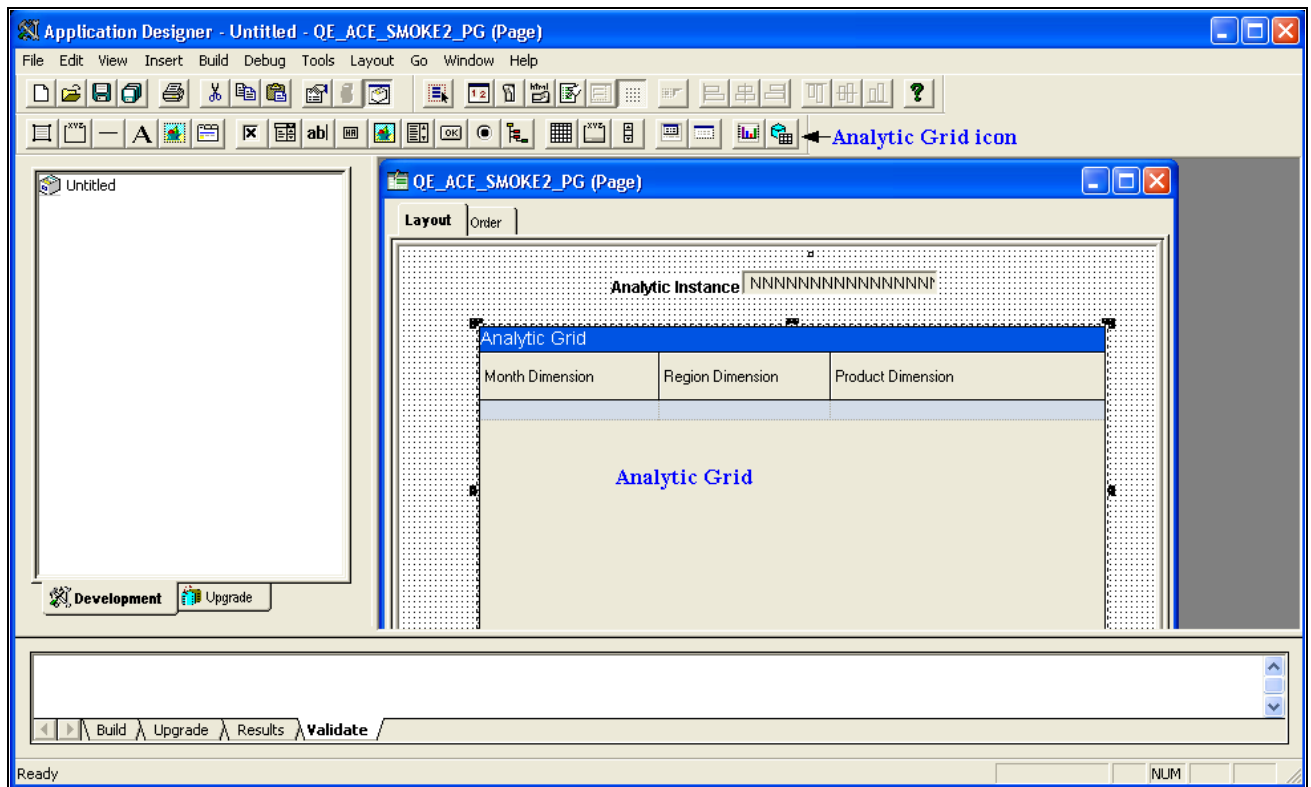 Application Designer - Untitled - QE_ACE_SMOKE2_PG (Page)
File Edit View Insert Build Debug Tools Layout Go Window Help
Analytic Grid icon
Untitled
QE_ACE_SMOKE2_PG (Page)
Layout Order
Analytic Instance
Analytic Grid
Month Dimension Region Dimension Product Dimension
Analytic Grid
Development Upgrade
Build Upgrade Results Validate
Ready
NUM